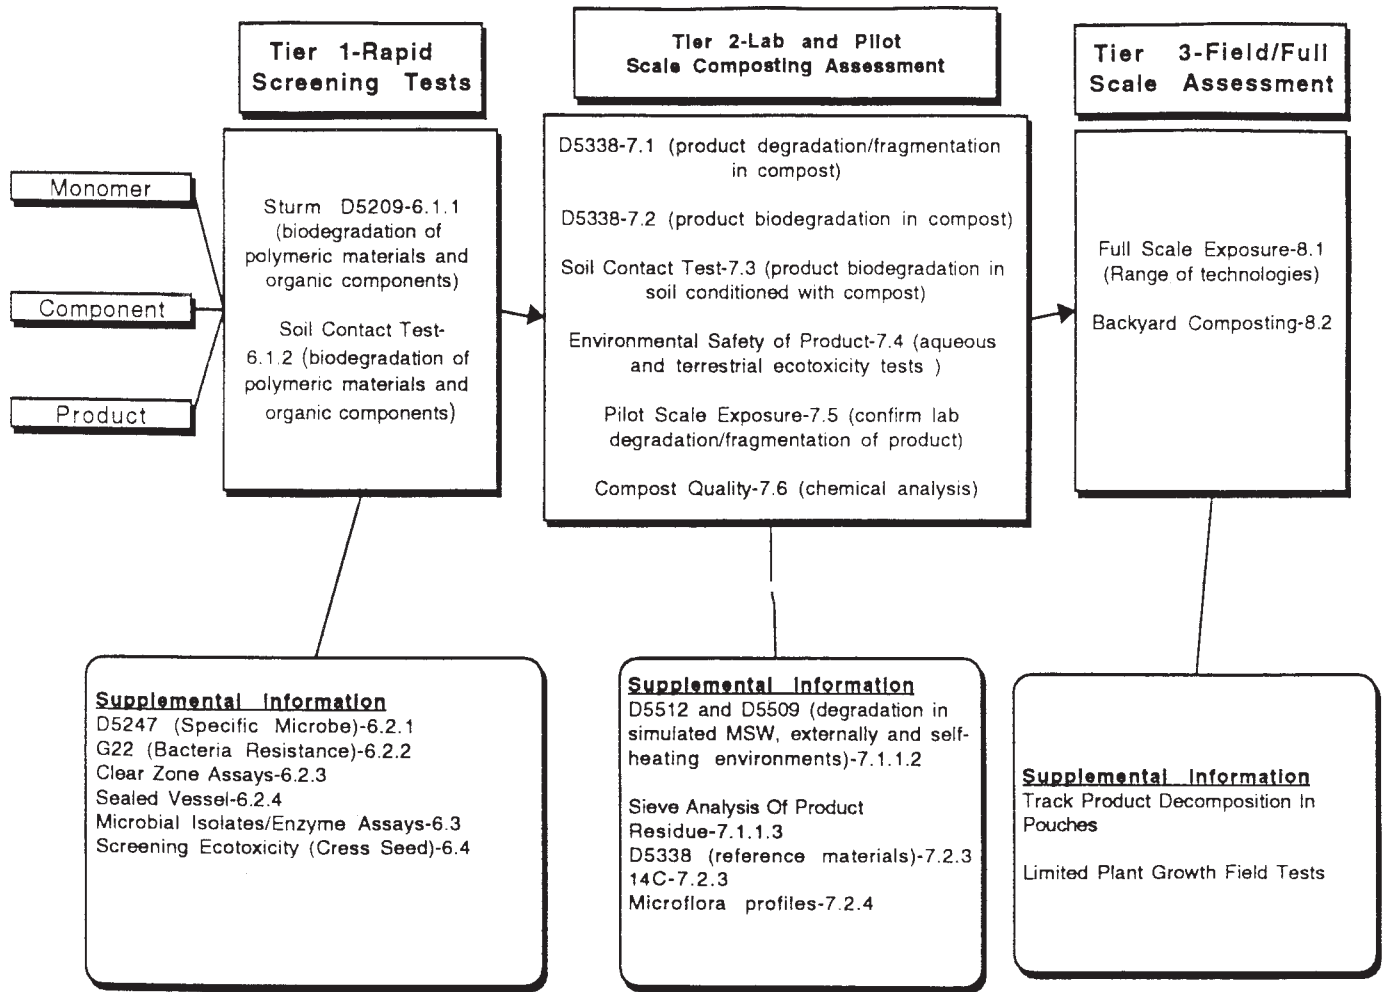 Tier 1-Rapid
Screening Tests
Tier 2-Lab and Pilot
Scale Composting Assessment
Tier 3-Field/Full
Scale Assessment
Monomer
Component
Product
Sturm D5209-6.1.1
(biodegradation of
polymeric materials and
organic components)
Soil Contact Test-
6.1.2 (biodegradation of
polymeric materials and
organic components)
D5338-7.1 (product degradation/fragmentation
in compost)
D5338-7.2 (product biodegradation in compost)
Soil Contact Test-7.3 (product biodegradation in
soil conditioned with compost)
Environmental Safety of Product-7.4 (aqueous
and terrestrial ecotoxicity tests )
Pilot Scale Exposure-7.5 (confirm lab
degradation/fragmentation of product)
Compost Quality-7.6 (chemical analysis)
Full Scale Exposure-8.1
(Range of technologies)
Backyard Composting-8.2
Supplemental Information
D5247 (Specific Microbe)-6.2.1
G22 (Bacteria Resistance)-6.2.2
Clear Zone Assays-6.2.3
Sealed Vessel-6.2.4
Microbial Isolates/Enzyme Assays-6.3
Screening Ecotoxicity (Cress Seed)-6.4
Supplemental Information
D5512 and D5509 (degradation in
simulated MSW, externally and self-
heating environments)-7.1.1.2
Sieve Analysis Of Product
Residue-7.1.1.3
D5338 (reference materials)-7.2.3
14C-7.2.3
Microflora profiles-7.2.4
Supplemental Information
Track Product Decomposition In
Pouches
Limited Plant Growth Field Tests